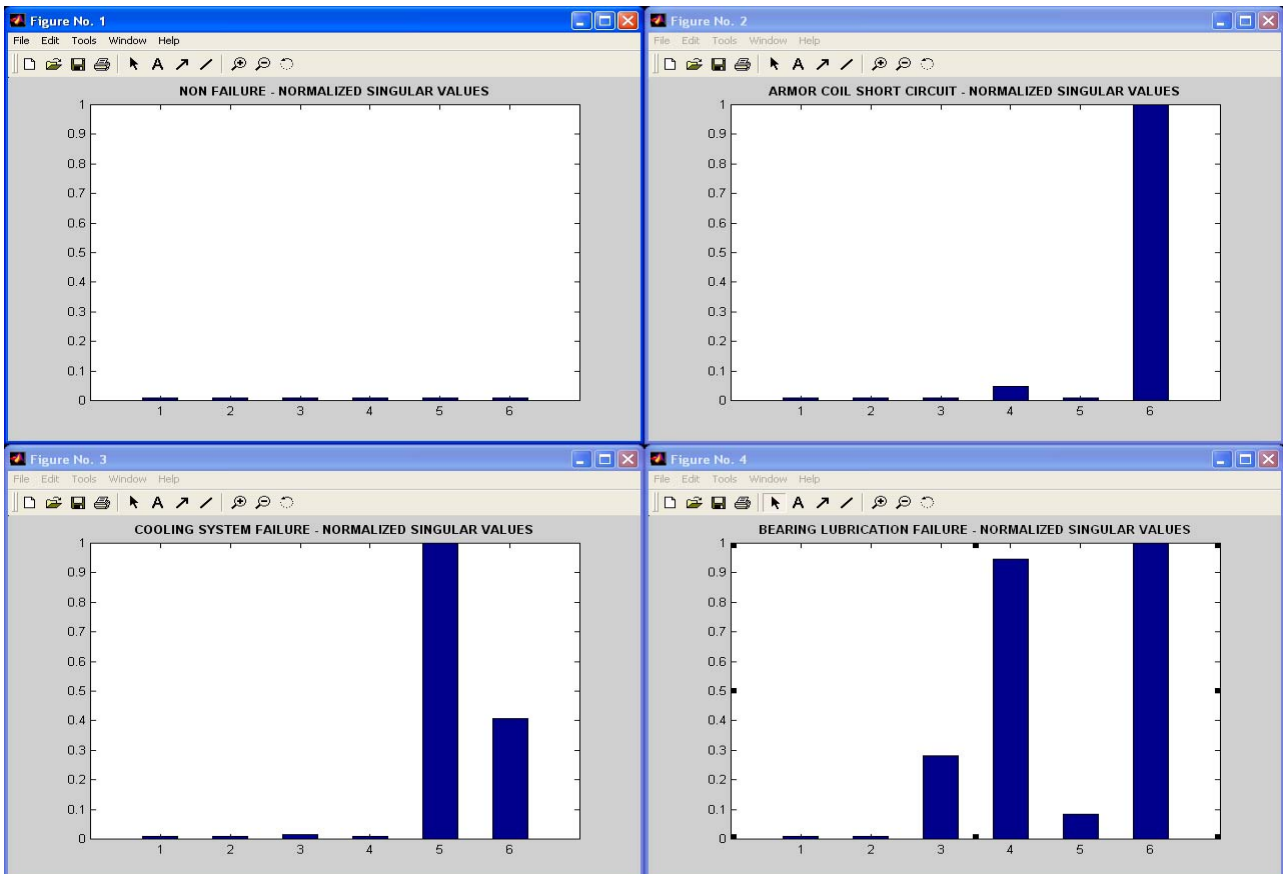 Figure No. 1
File Edit Tools Window Help
NON FAILURE - NORMALIZED SINGULAR VALUES
1
0.9
0.8
0.7
0.6
0.5
0.4
0.3
0.2
0.1
0
1 2 3 4 5 6
Figure No. 2
File Edit Tools Window Help
ARMOR COIL SHORT CIRCUIT - NORMALIZED SINGULAR VALUES
1
0.9
0.8
0.7
0.6
0.5
0.4
0.3
0.2
0.1
0
1 2 3 4 5 6
Figure No. 3
File Edit Tools Window Help
COOLING SYSTEM FAILURE - NORMALIZED SINGULAR VALUES
1
0.9
0.8
0.7
0.6
0.5
0.4
0.3
0.2
0.1
0
1 2 3 4 5 6
Figure No. 4
File Edit Tools Window Help
BEARING LUBRICATION FAILURE - NORMALIZED SINGULAR VALUES
1
0.9
0.8
0.7
0.6
0.5
0.4
0.3
0.2
0.1
0
1 2 3 4 5 6